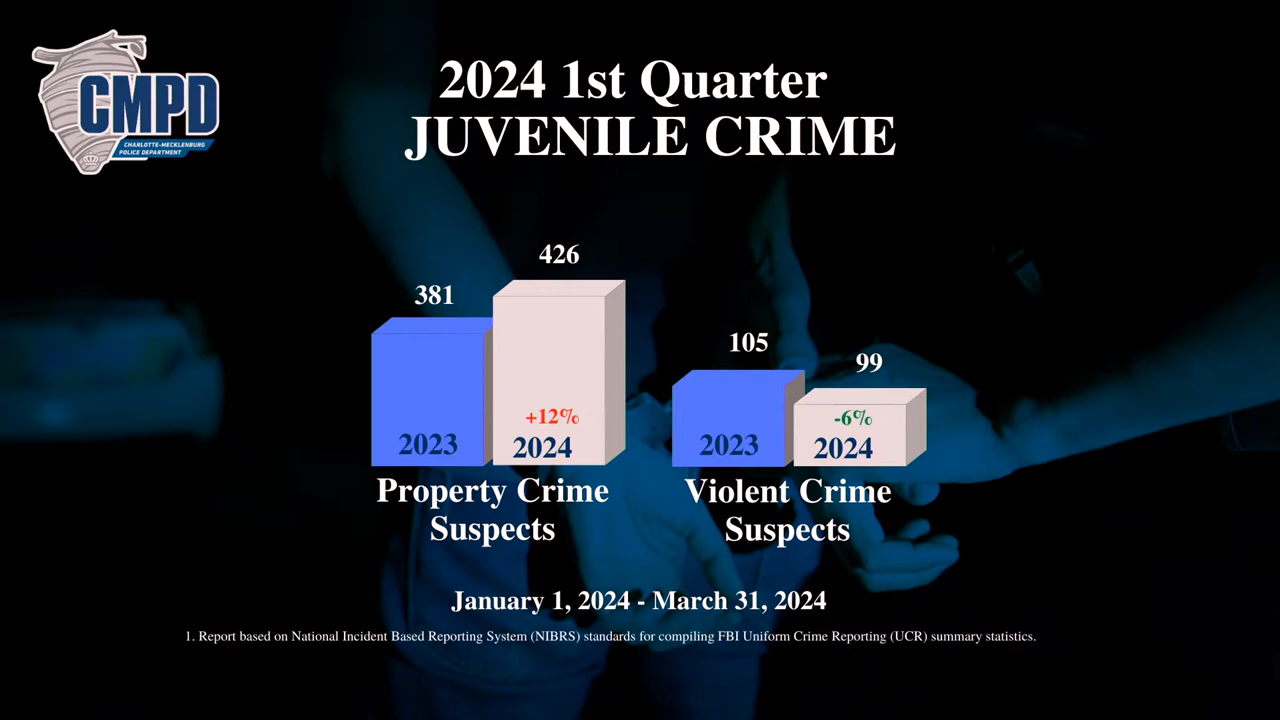 CMPD
CHARLOTTE-MECKLENBURG
POLICE DEPARTMENT
2024 1st Quarter
JUVENILE CRIME
381
426
+12%
2023
2024
Property Crime
Suspects
105
99
-6%
2023
2024
Violent Crime
Suspects
January 1, 2024 - March 31, 2024
1. Report based on National Incident Based Reporting System (NIBRS) standards for compiling FBI Uniform Crime Reporting (UCR) summary statistics.